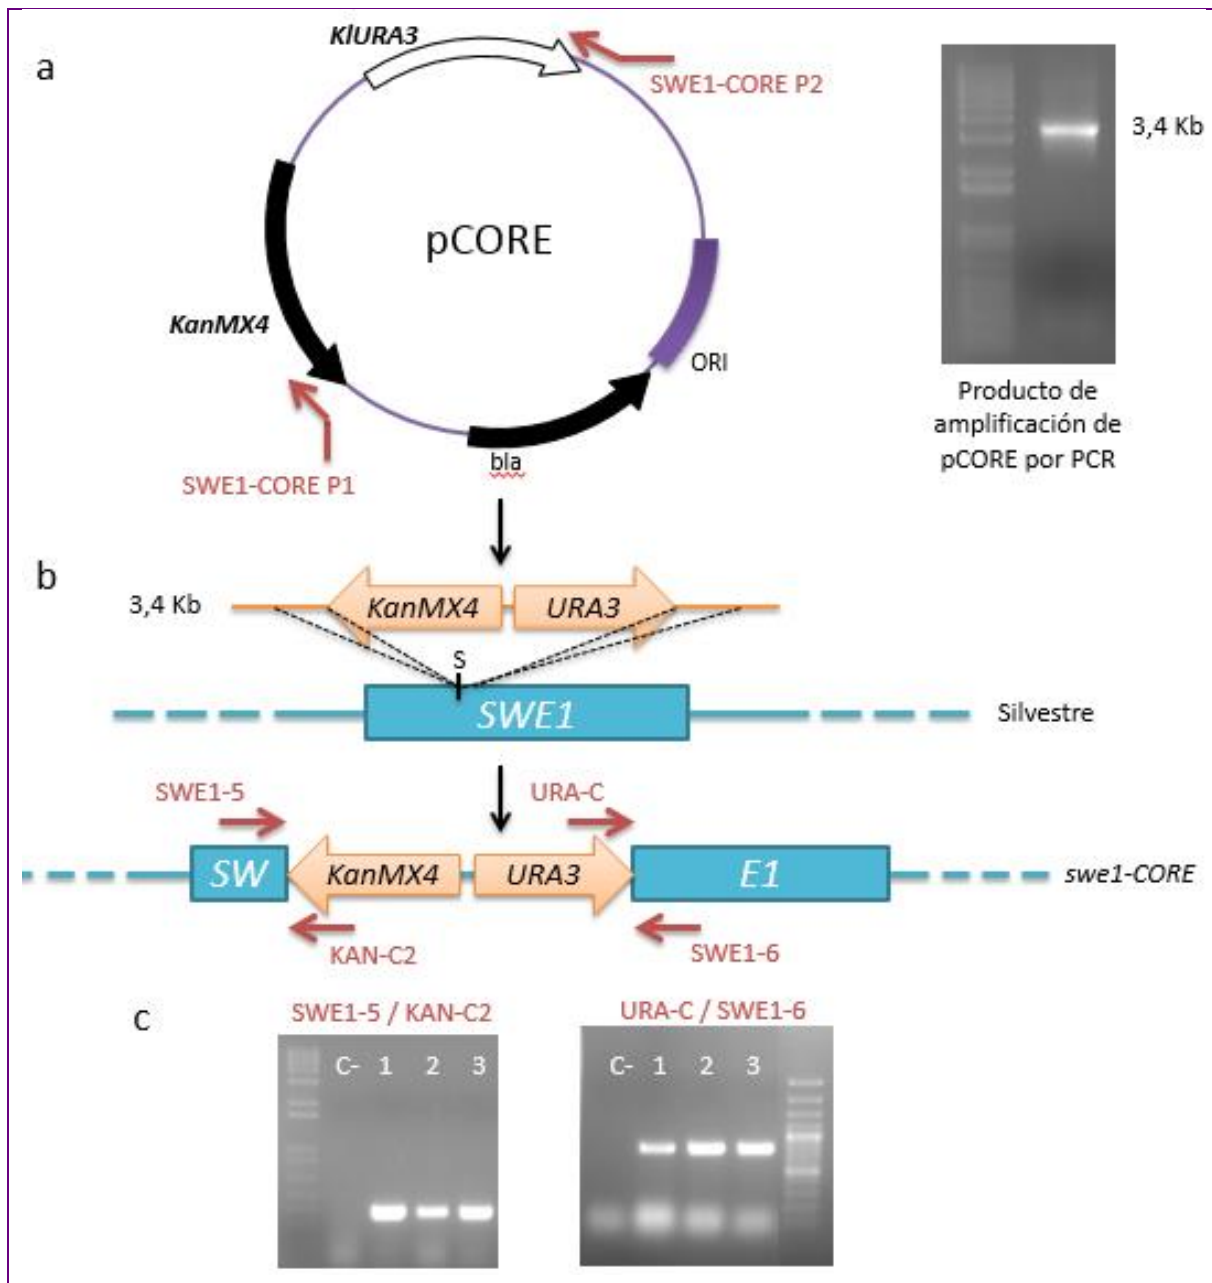 a
KlURA3
SWE1-CORE P2
pCORE
KanMX4
ORI
SWE1-CORE P1
bla
3,4 Kb
Producto de
amplificación de
pCORE por PCR
b
3,4 Kb
KanMX4
URA3
S
SWE1
Silvestre
SWE1-5
URA-C
SW
KanMX4
URA3
E1
swe1-CORE
KAN-C2
SWE1-6
c
SWE1-5 / KAN-C2
C- 1 2 3
URA-C / SWE1-6
C- 1 2 3